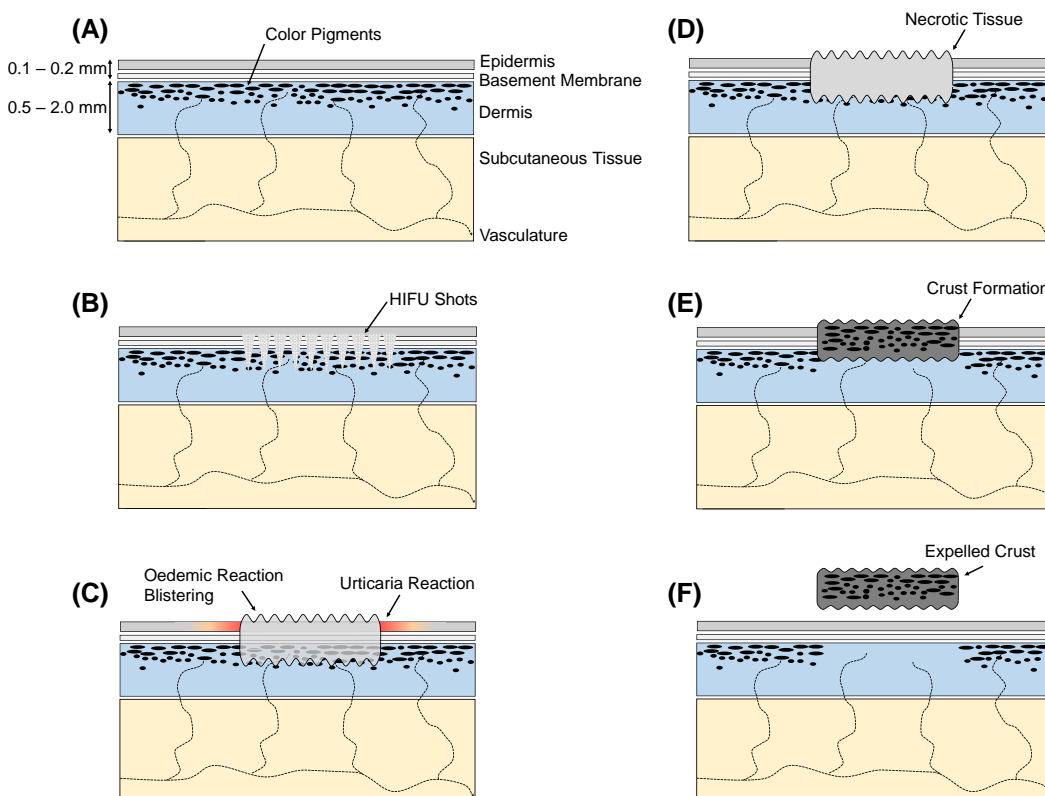 (A)
Color Pigments
0.1 – 0.2 mm
0.5 – 2.0 mm
Epidermis
Basement Membrane
Dermis
Subcutaneous Tissue
Vasculature
(D)
Necrotic Tissue
(B)
HIFU Shots
(E)
Crust Formation
(C)
Oedemic Reaction
Blistering
Urticaria Reaction
(F)
Expelled Crust